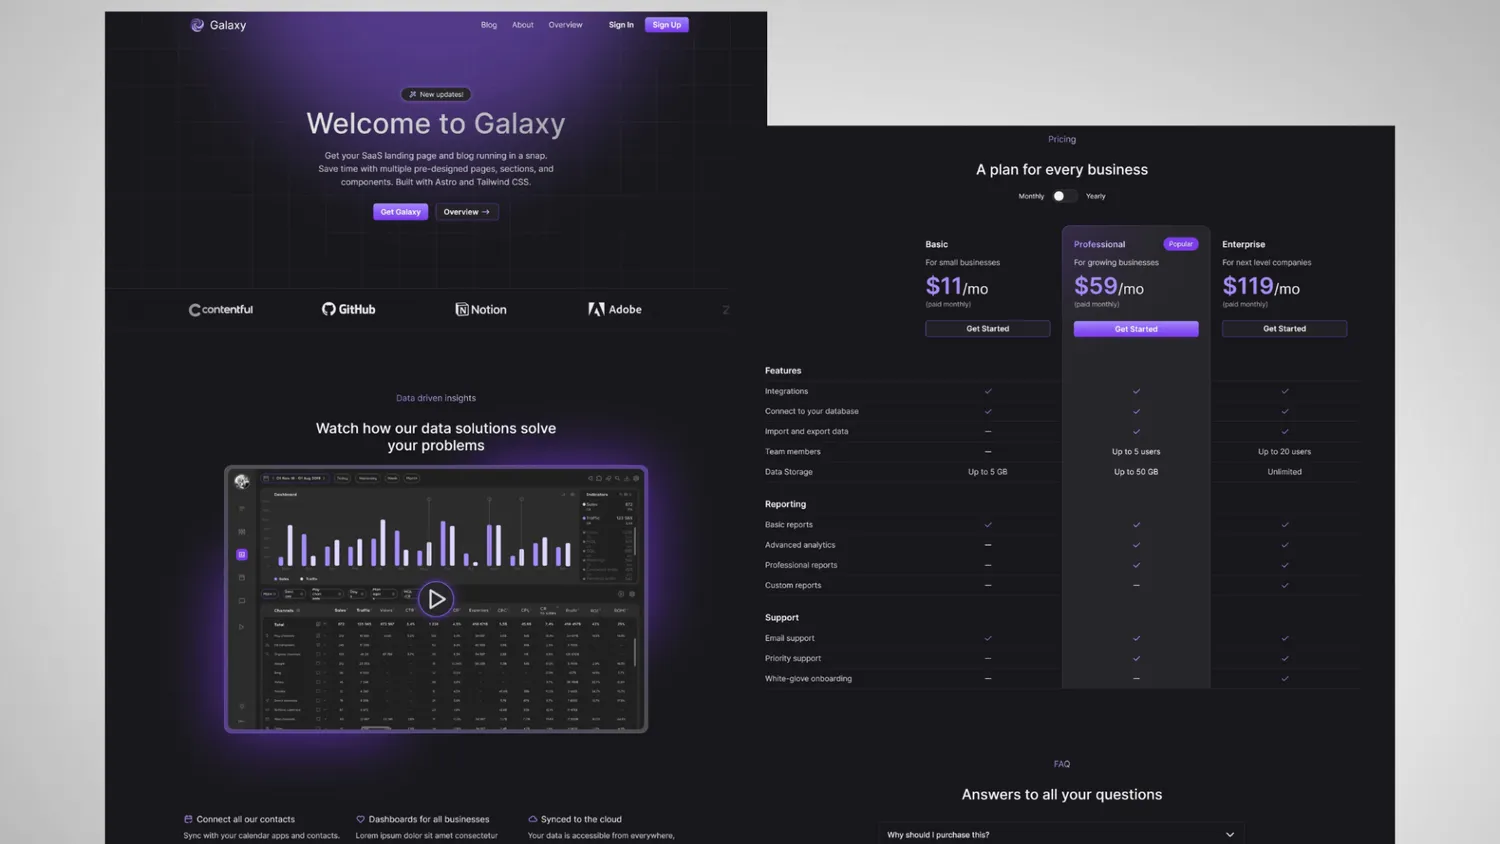 Galaxy
Blog About Overview Sign In Sign Up
New updates!
Welcome to Galaxy
Get your SaaS landing page and blog running in a snap.
Save time with multiple pre-designed pages, sections, and
components. Built with Astro and Tailwind CSS.
Get Galaxy Overview →
Contentful GitHub Notion Adobe Z
Data driven insights
Watch how our data solutions solve
your problems
Dashboard
Indicators
Sales
Traffic
Channels
Total
Connect all our contacts
Sync with your calendar apps and contacts.
Dashboards for all businesses
Lorem ipsum dolor sit amet consectetur
Synced to the cloud
Your data is accessible from everywhere,
Pricing
A plan for every business
Monthly Yearly
Basic
For small businesses
$11/mo
(paid monthly)
Get Started
Professional Popular
For growing businesses
$59/mo
(paid monthly)
Get Started
Enterprise
For next level companies
$119/mo
(paid monthly)
Get Started
Features
Integrations ✓ ✓ ✓
Connect to your database ✓ ✓ ✓
Import and export data – ✓ ✓
Team members – Up to 5 users Up to 20 users
Data Storage Up to 5 GB Up to 50 GB Unlimited
Reporting
Basic reports ✓ ✓ ✓
Advanced analytics – ✓ ✓
Professional reports – ✓ ✓
Custom reports – – ✓
Support
Email support ✓ ✓ ✓
Priority support – ✓ ✓
White-glove onboarding – – ✓
FAQ
Answers to all your questions
Why should I purchase this?